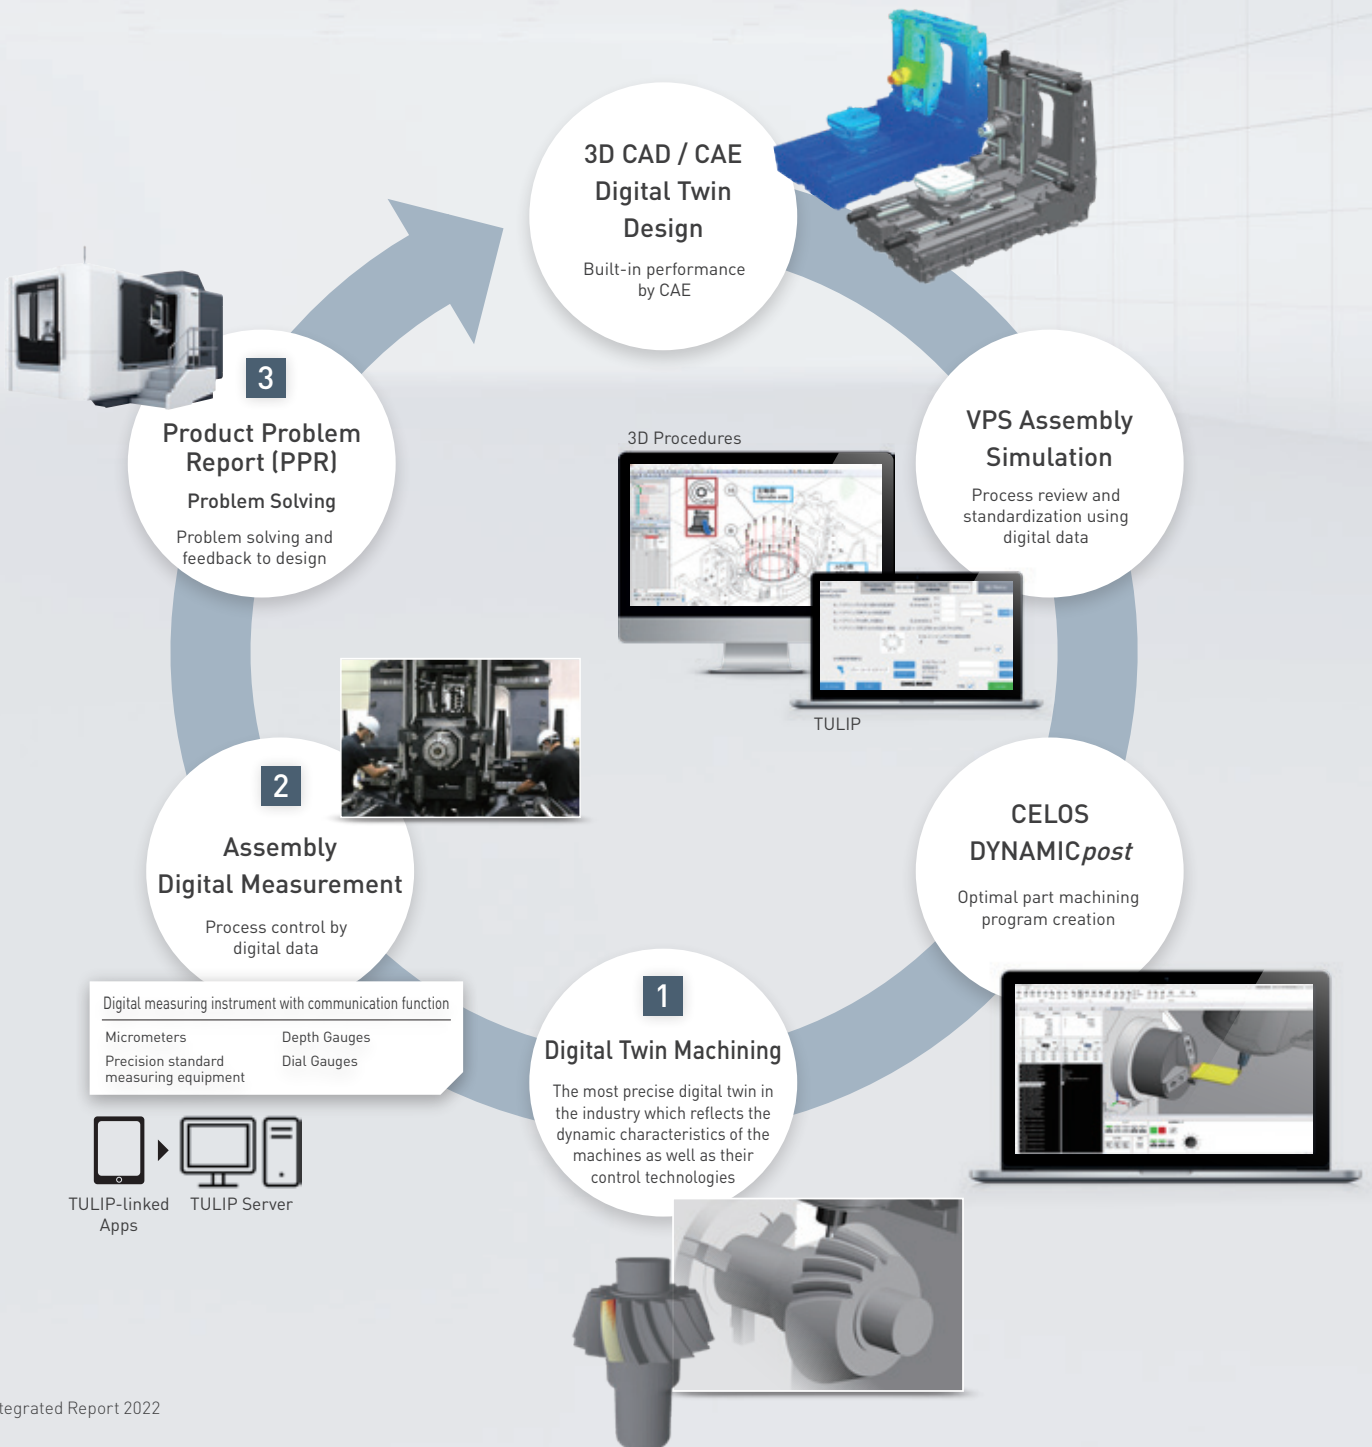 3D CAD / CAE
Digital Twin
Design
Built-in performance
by CAE
3
Product Problem
Report (PPR)
Problem Solving
Problem solving and
feedback to design
VPS Assembly
Simulation
Process review and
standardization using
digital data
3D Procedures
TULIP
2
Assembly
Digital Measurement
Process control by
digital data
CELOS
DYNAMICpost
Optimal part machining
program creation
Digital measuring instrument with communication function
Micrometers
Depth Gauges
Precision standard
measuring equipment
Dial Gauges
TULIP-linked
Apps
TULIP Server
1
Digital Twin Machining
The most precise digital twin in
the industry which reflects the
dynamic characteristics of the
machines as well as their
control technologies
tegrated Report 2022